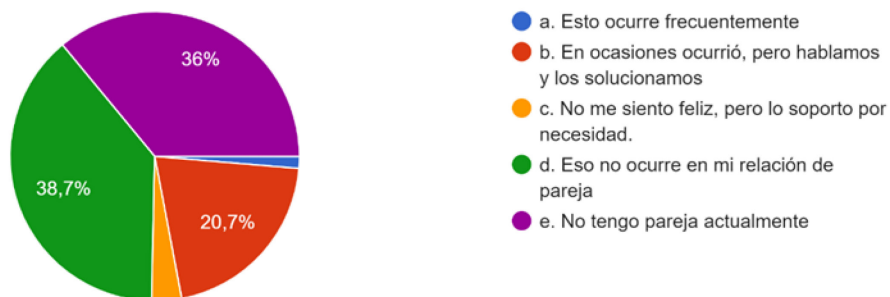 36%
38,7%
20,7%
a. Esto ocurre frecuentemente
b. En ocasiones ocurrió, pero hablamos
y los solucionamos
c. No me siento feliz, pero lo soporto por
necesidad.
d. Eso no ocurre en mi relación de
pareja
e. No tengo pareja actualmente